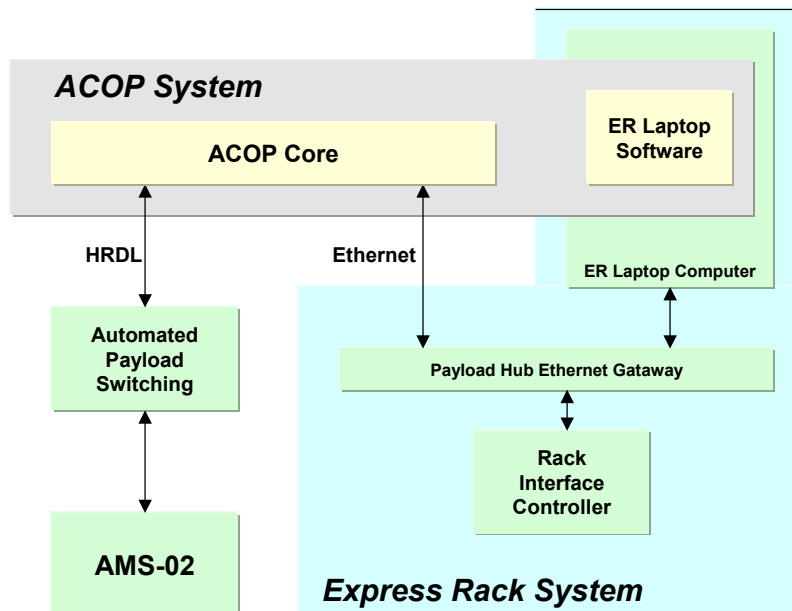 ACOP System
ACOP Core
ER Laptop
Software
HRDL
Ethernet
ER Laptop Computer
Automated
Payload
Switching
Payload Hub Ethernet Gataway
Rack
Interface
Controller
AMS-02
Express Rack System